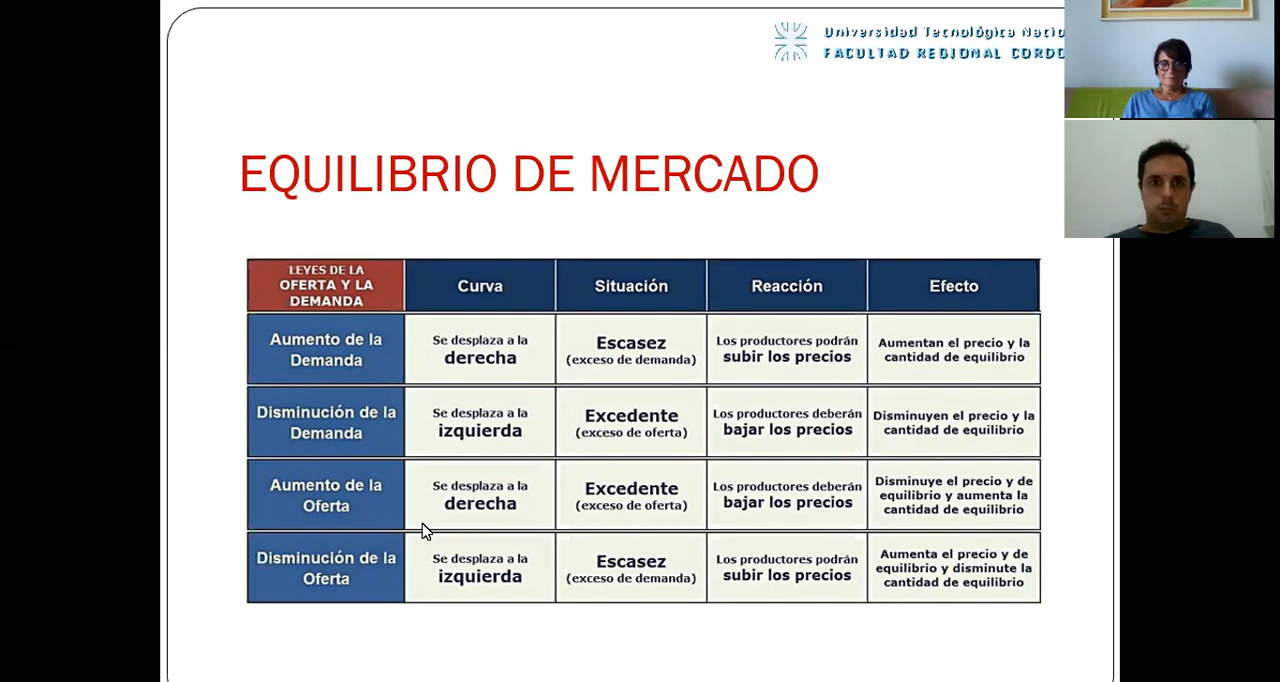 Universidad Tecnológica Nacio
FACULTAD REGIONAL CORDO
EQUILIBRIO DE MERCADO
LEYES DE LA
OFERTA Y LA
DEMANDA
Curva
Situación
Reacción
Efecto
Aumento de la
Demanda
Se desplaza a la
derecha
Escasez
(exceso de demanda)
Los productores podrán
subir los precios
Aumentan el precio y la
cantidad de equilibrio
Disminución de la
Demanda
Se desplaza a la
izquierda
Excedente
(exceso de oferta)
Los productores deberán
bajar los precios
Disminuyen el precio y la
cantidad de equilibrio
Aumento de la
Oferta
Se desplaza a la
derecha
Excedente
(exceso de oferta)
Los productores deberán
bajar los precios
Disminuye el precio y de
equilibrio y aumenta la
cantidad de equilibrio
Disminución de la
Oferta
Se desplaza a la
izquierda
Escasez
(exceso de demanda)
Los productores podrán
subir los precios
Aumenta el precio y de
equilibrio y disminute la
cantidad de equilibrio